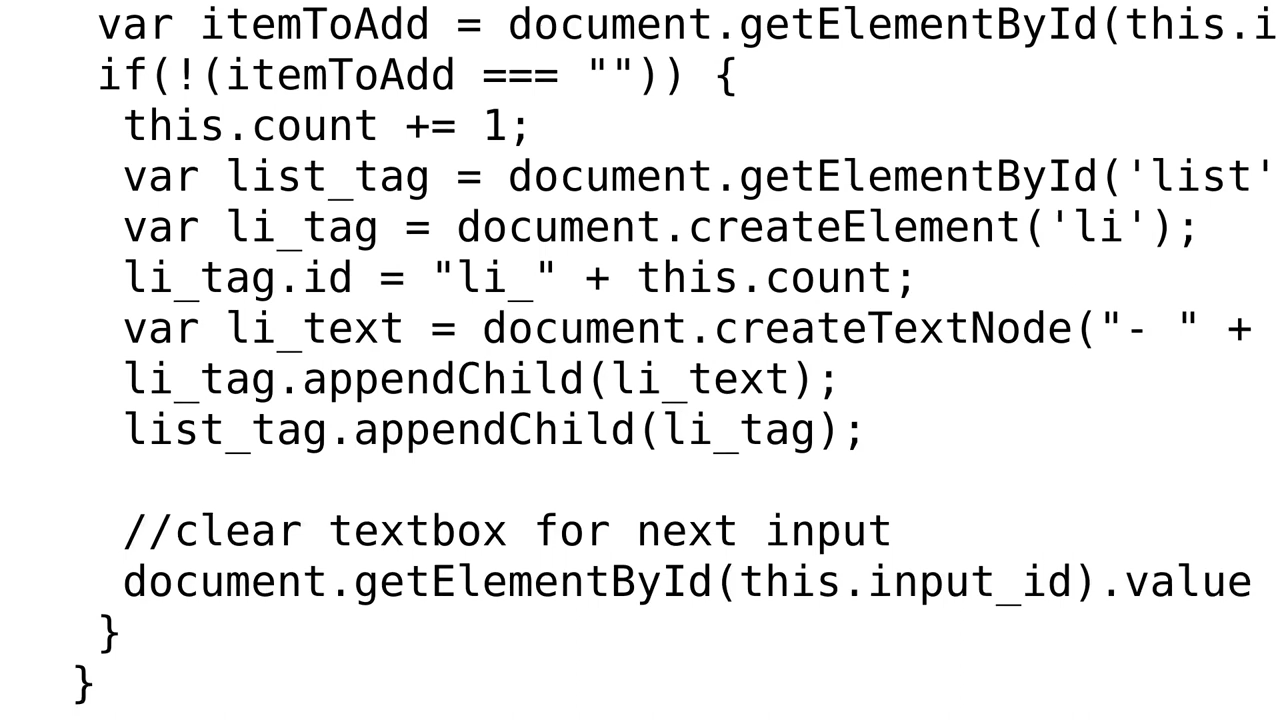 var itemToAdd = document.getElementById(this.i
if(!(itemToAdd === "")) {
this.count += 1;
var list_tag = document.getElementById('list'
var li_tag = document.createElement('li');
li_tag.id = "li_" + this.count;
var li_text = document.createTextNode("- " +
li_tag.appendChild(li_text);
list_tag.appendChild(li_tag);

//clear textbox for next input
document.getElementById(this.input_id).value
}
}